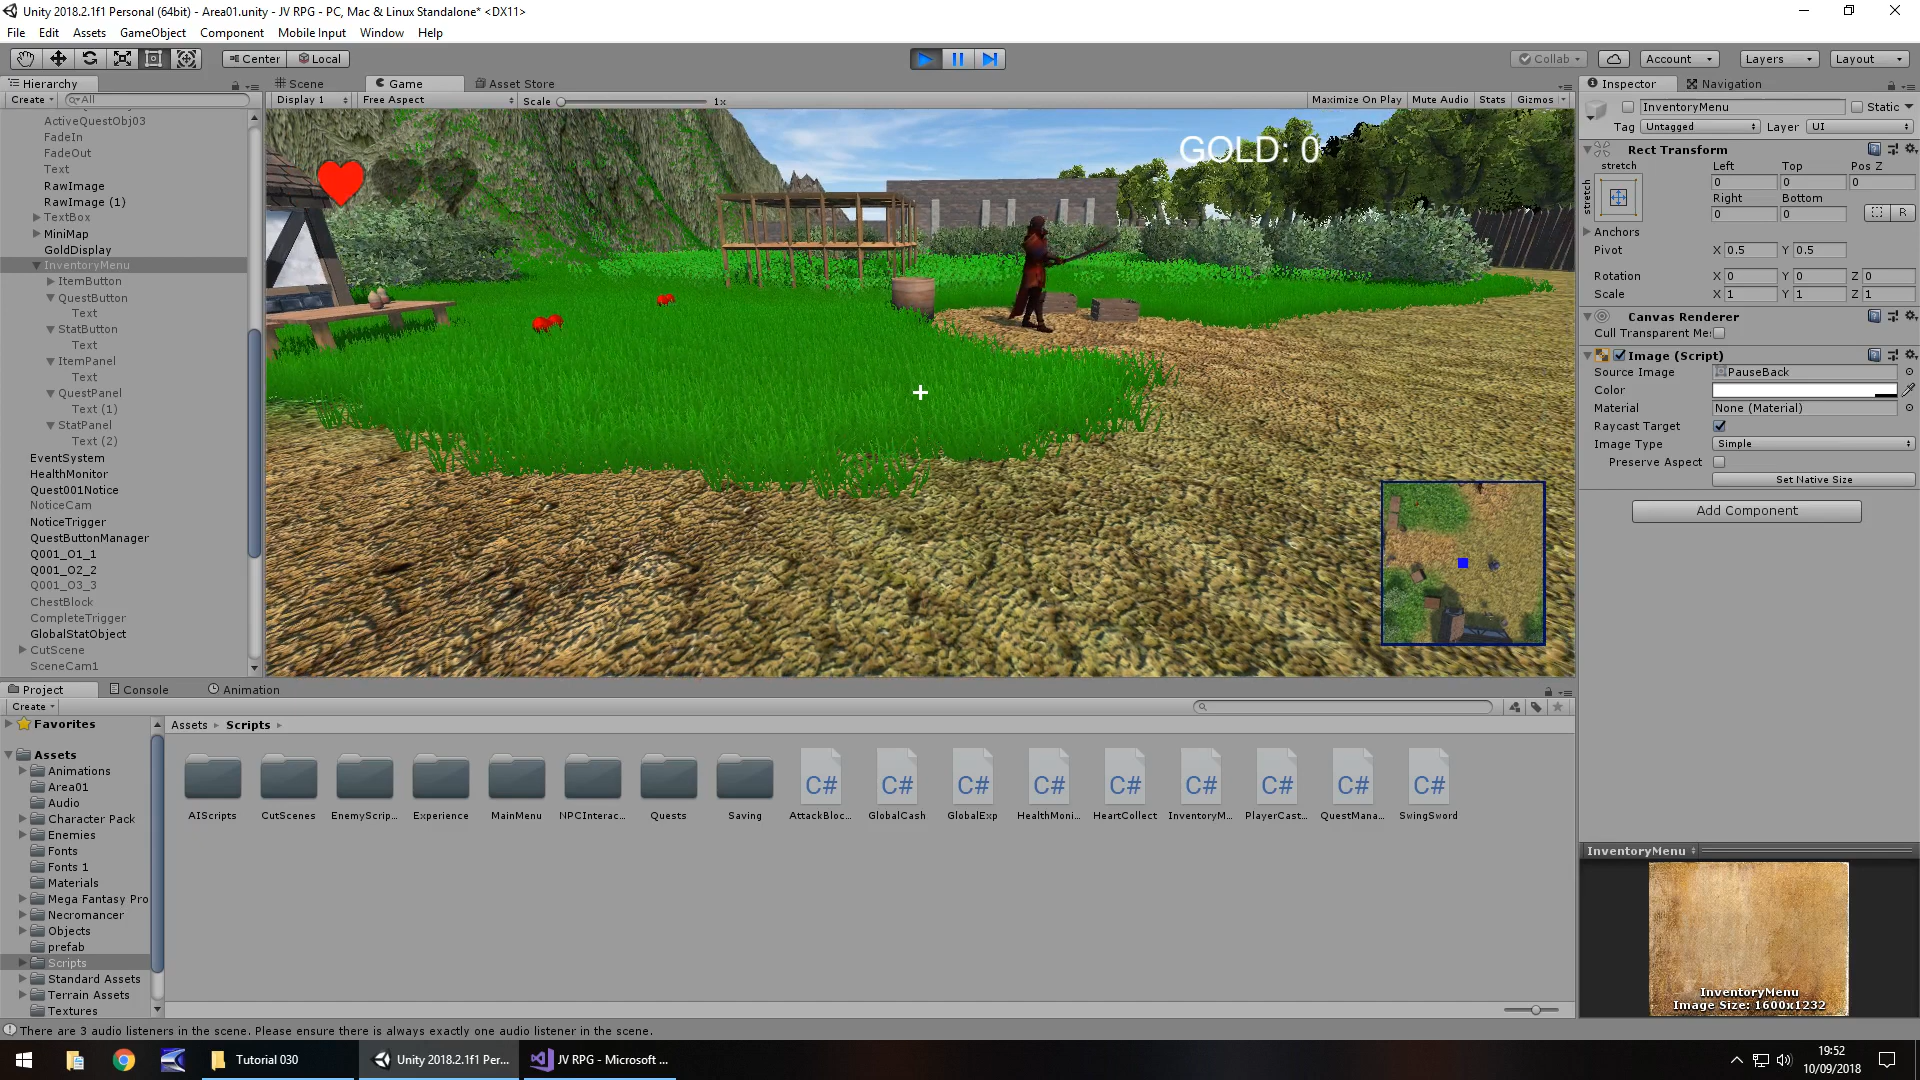 Unity 2018.2.1f1 Personal (64bit) - Area01.unity - JV RPG - PC, Mac & Linux Standalone* <DX11>
File Edit Assets GameObject Component Mobile Input Window Help
Center Local Collab Account Layers Layout
Hierarchy
Create All
ActiveQuestObj03
FadeIn
FadeOut
Text
RawImage
RawImage (1)
TextBox
MiniMap
GoldDisplay
InventoryMenu
ItemButton
QuestButton
Text
StatButton
Text
ItemPanel
Text
QuestPanel
Text (1)
StatPanel
Text (2)
EventSystem
HealthMonitor
Quest001Notice
NoticeCam
NoticeTrigger
QuestButtonManager
Q001_O1_1
Q001_O2_2
Q001_O3_3
ChestBlock
CompleteTrigger
GlobalStatObject
CutScene
SceneCam1
Scene Game Asset Store
Display 1 Free Aspect Scale 1x Maximize On Play Mute Audio Stats Gizmos
GOLD: 0
Inspector Navigation
InventoryMenu Static
Tag Untagged Layer UI
Rect Transform
stretch Left Top Pos Z
stretch
0 0 0
Right Bottom
0 0 R
Anchors
Pivot X 0.5 Y 0.5
Rotation X 0 Y 0 Z 0
Scale X 1 Y 1 Z 1
Canvas Renderer
Cull Transparent Me:
Image (Script)
Source Image PauseBack
Color
Material None (Material)
Raycast Target
Image Type Simple
Preserve Aspect
Set Native Size
Add Component
InventoryMenu
InventoryMenu
Image Size: 1600x1232
Project Console Animation
Create
Favorites
Assets
Animations
Area01
Audio
Character Pack
Enemies
Fonts
Fonts 1
Materials
Mega Fantasy Pro
Necromancer
Objects
prefab
Scripts
Standard Assets
Terrain Assets
Textures
Assets Scripts
C# C# C# C# C# C# C# C# C#
AIScripts CutScenes EnemyScrip... Experience MainMenu NPCInterac... Quests Saving AttackBloc... GlobalCash GlobalExp HealthMoni... HeartCollect InventoryM... PlayerCast... QuestMana... SwingSword
There are 3 audio listeners in the scene. Please ensure there is always exactly one audio listener in the scene.
Tutorial 030 Unity 2018.2.1f1 Per... JV RPG - Microsoft ...
19:52
10/09/2018